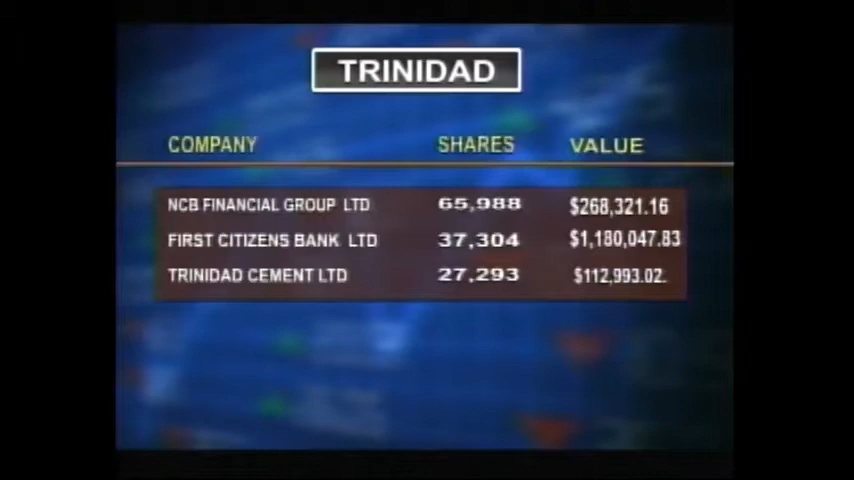 TRINIDAD
COMPANY SHARES VALUE
NCB FINANCIAL GROUP LTD 65,988 $268,321.16
FIRST CITIZENS BANK LTD 37,304 $1,180,047.83
TRINIDAD CEMENT LTD 27,293 $112,993.02.